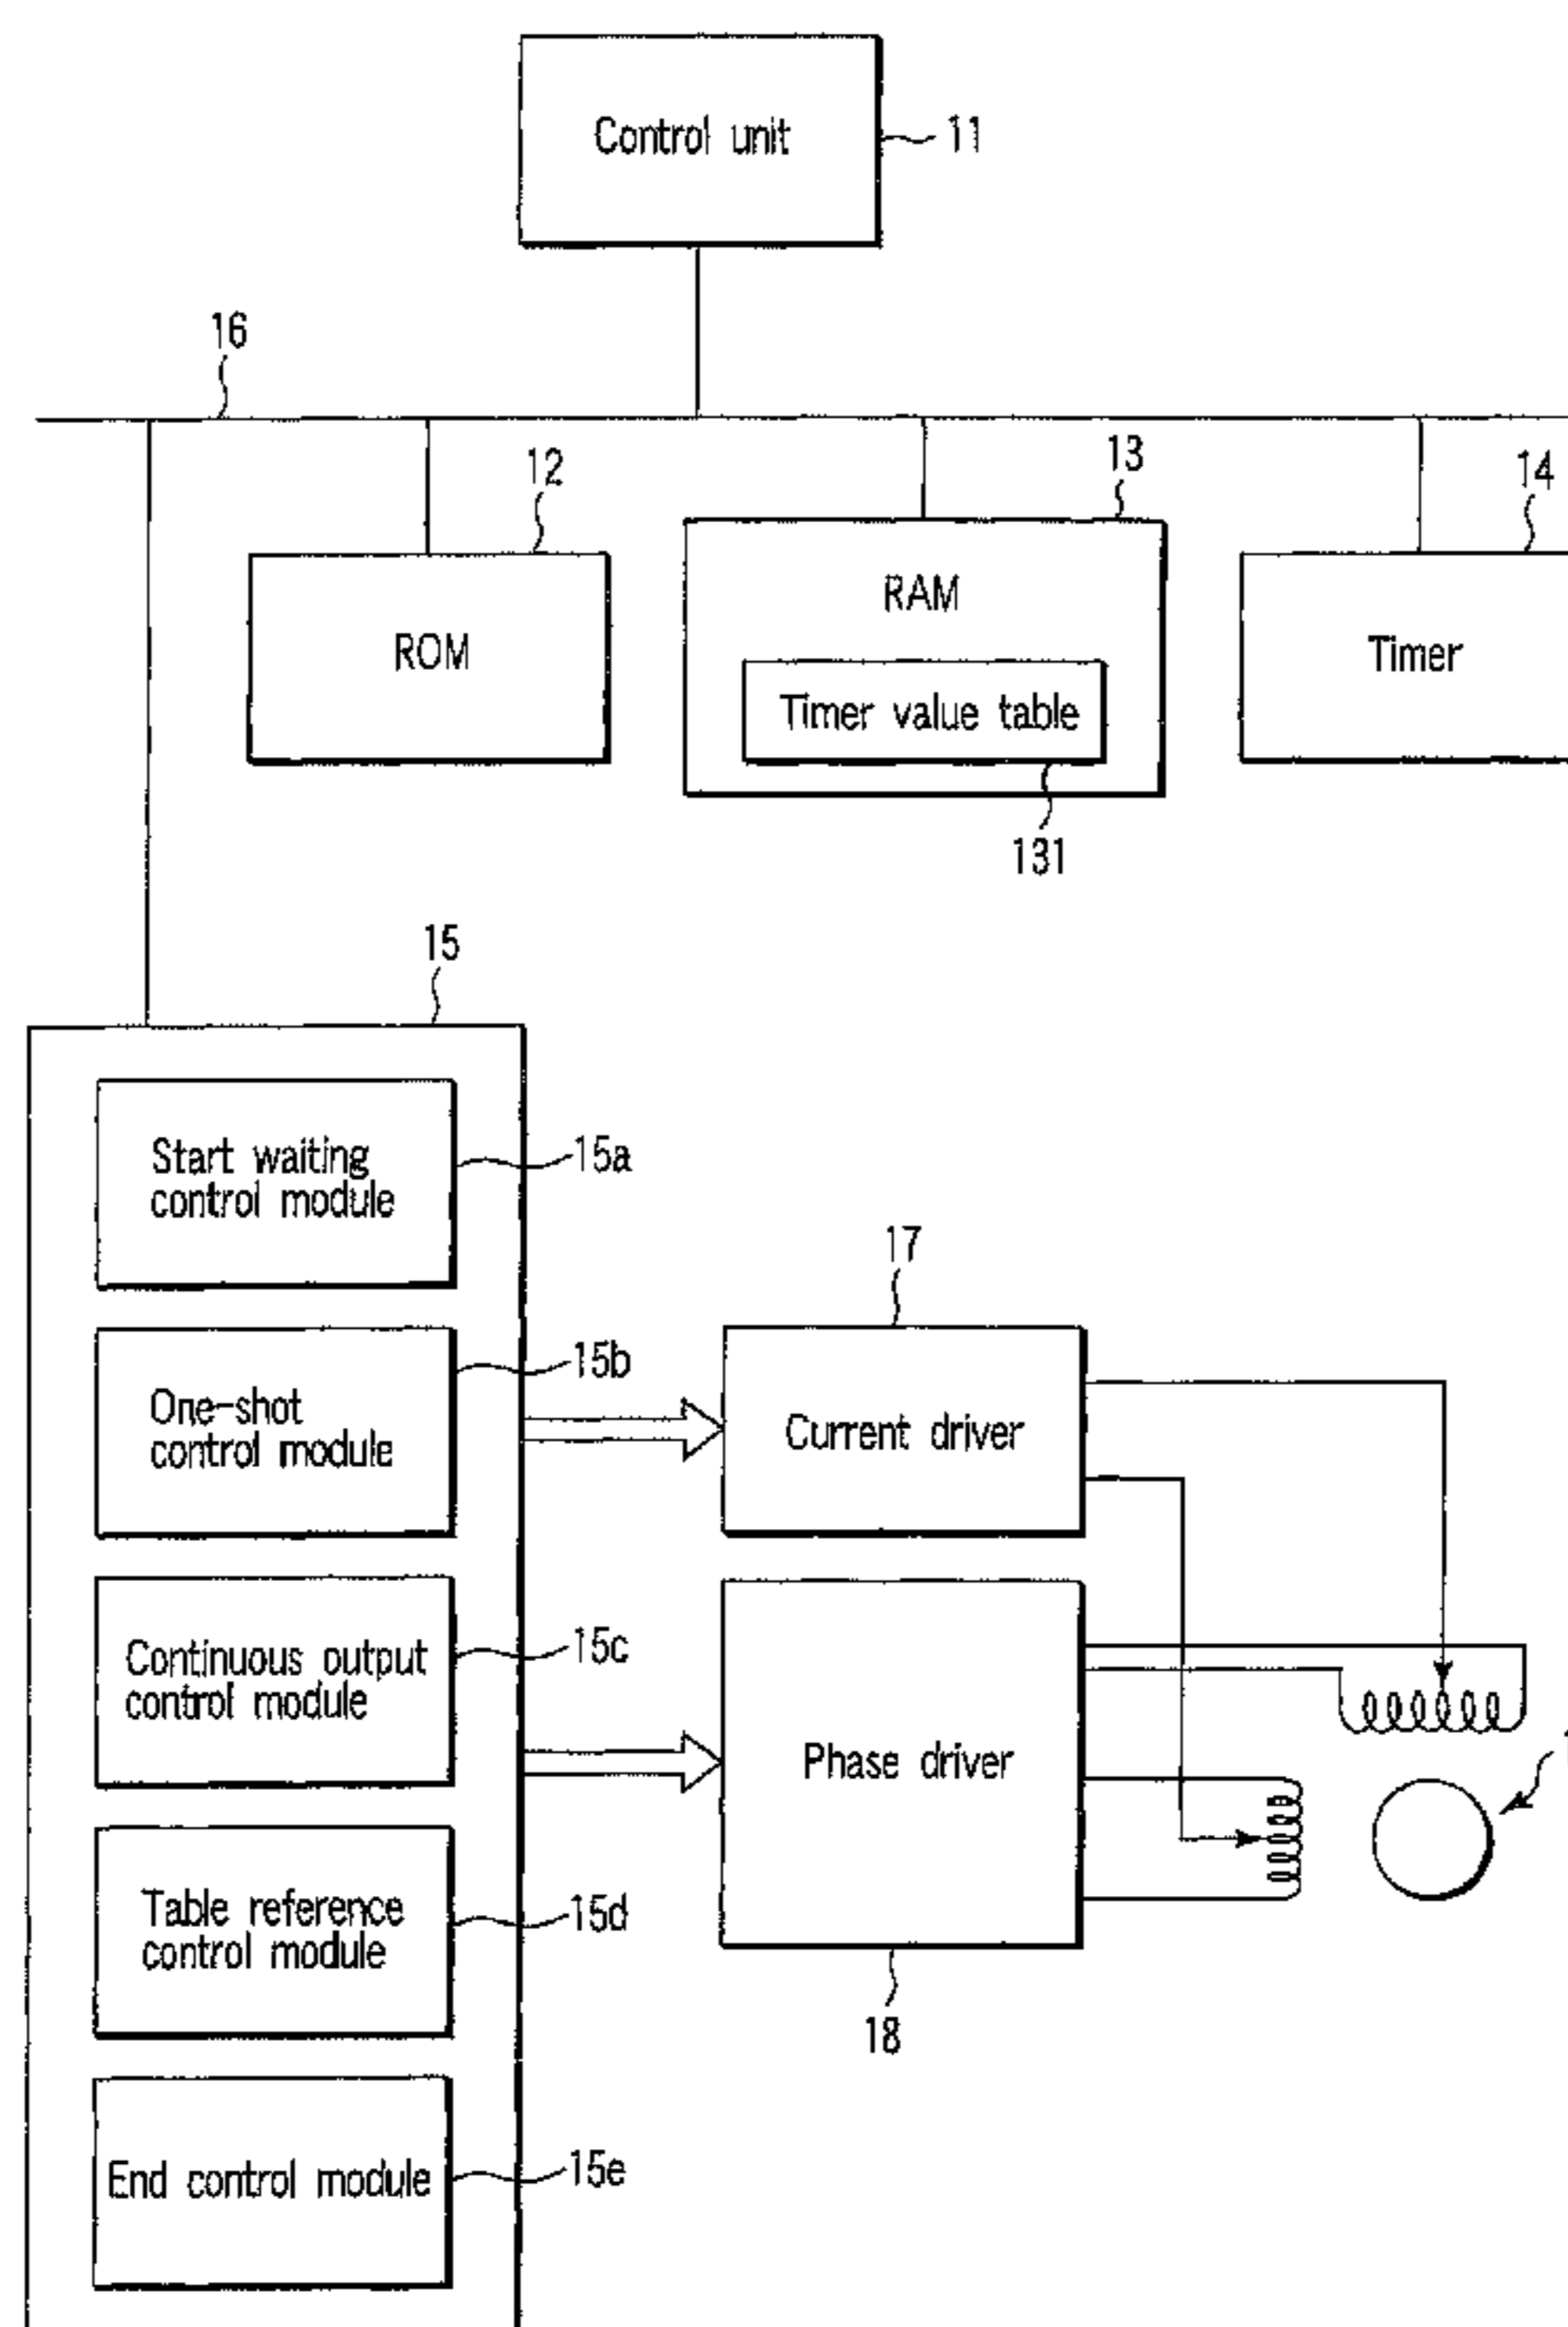 Control unit
11
16
12
13
14
ROM
RAM
Timer
Timer value table
131
15
Start waiting
control module
15a
17
15b
One-shot
control module
Current driver
Continuous output
control module
15c
Phase driver
Table reference
control module
15d
18
End control module
15e